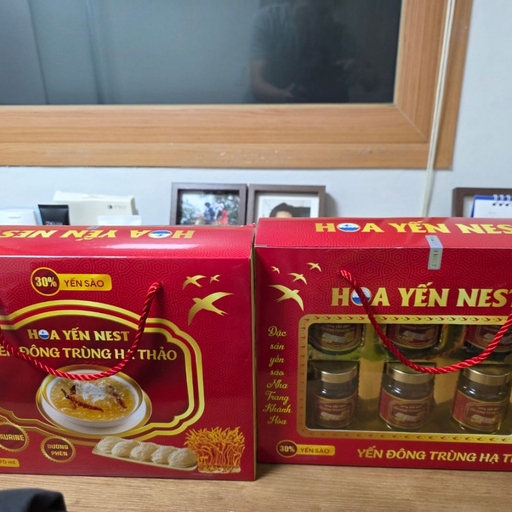 HOA YẾN NEST
30% YẾN SÀO
HOA YẾN NEST
YẾN ĐÔNG TRÙNG HẠ THẢO
TAURINE
ĐƯỜNG PHÈN
HOA YẾN NEST
HOA YẾN NEST
Đặc
sản
yến
sào
Nha
Trang
Khánh
Hòa
30% YẾN SÀO
YẾN ĐÔNG TRÙNG HẠ T